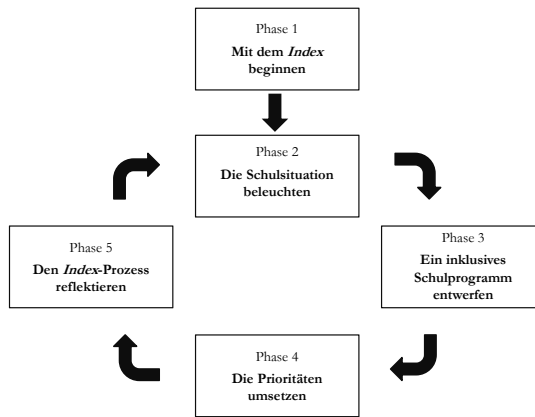 Phase 1
Mit dem Index
beginnen
Phase 2
Die Schulsituation
beleuchten
Phase 3
Ein inklusives
Schulprogramm
entwerfen
Phase 4
Die Prioritäten
umsetzen
Phase 5
Den Index-Prozess
reflektieren